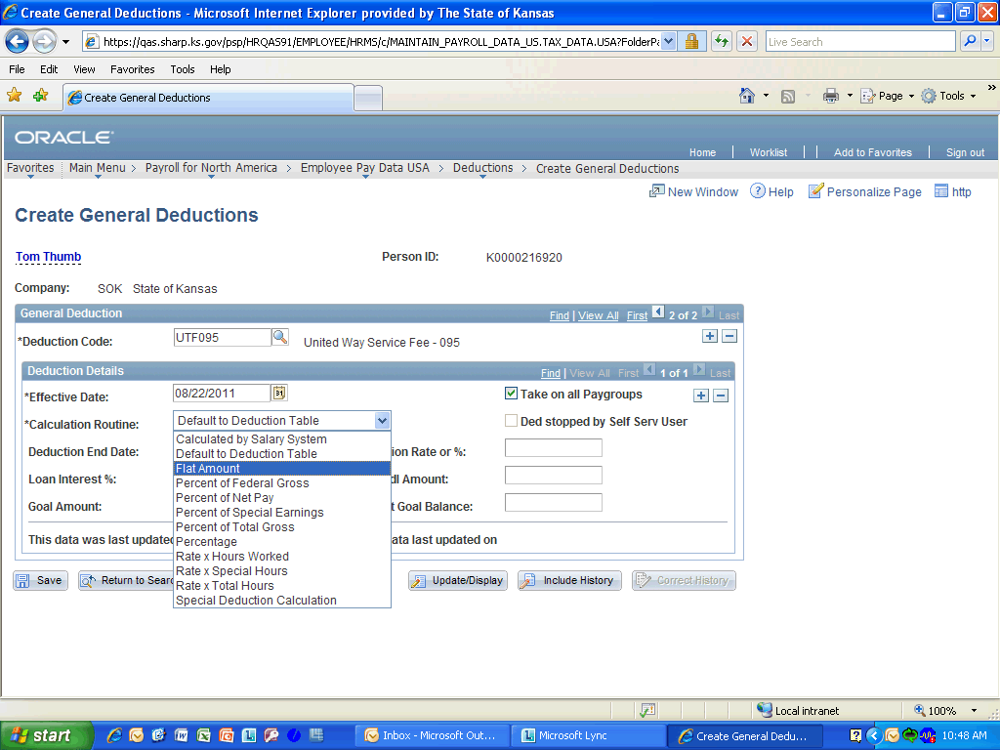 Create General Deductions - Microsoft Internet Explorer provided by The State of Kansas
https://qas.sharp.ks.gov/psp/HRQAS91/EMPLOYEE/HRMS/c/MAINTAIN_PAYROLL_DATA_US.TAX_DATA.USA?FolderPa
Live Search
File Edit View Favorites Tools Help
Create General Deductions
Page Tools »
ORACLE
Home Worklist Add to Favorites Sign out
Favorites Main Menu > Payroll for North America > Employee Pay Data USA > Deductions > Create General Deductions
New Window ? Help Personalize Page http
Create General Deductions
Tom Thumb Person ID: K0000216920
Company: SOK State of Kansas
General Deduction Find | View All First 2 of 2 Last
*Deduction Code: UTF095 United Way Service Fee - 095
Deduction Details Find | View All First 1 of 1 Last
*Effective Date: 08/22/2011 31 Take on all Paygroups
*Calculation Routine: Default to Deduction Table Ded stopped by Self Serv User
Calculated by Salary System
Deduction End Date: Default to Deduction Table on Rate or %:
Flat Amount
Loan Interest %: Percent of Federal Gross dl Amount:
Percent of Net Pay
Goal Amount: Percent of Special Earnings t Goal Balance:
Percent of Total Gross
This data was last updated Percentage ta last updated on
Rate x Hours Worked
Rate x Special Hours
Save Return to Searc Rate x Total Hours Update/Display Include History Correct History
Special Deduction Calculation
Local intranet 100%
start Inbox - Microsoft Out... Microsoft Lync Create General Dedu... 10:48 AM